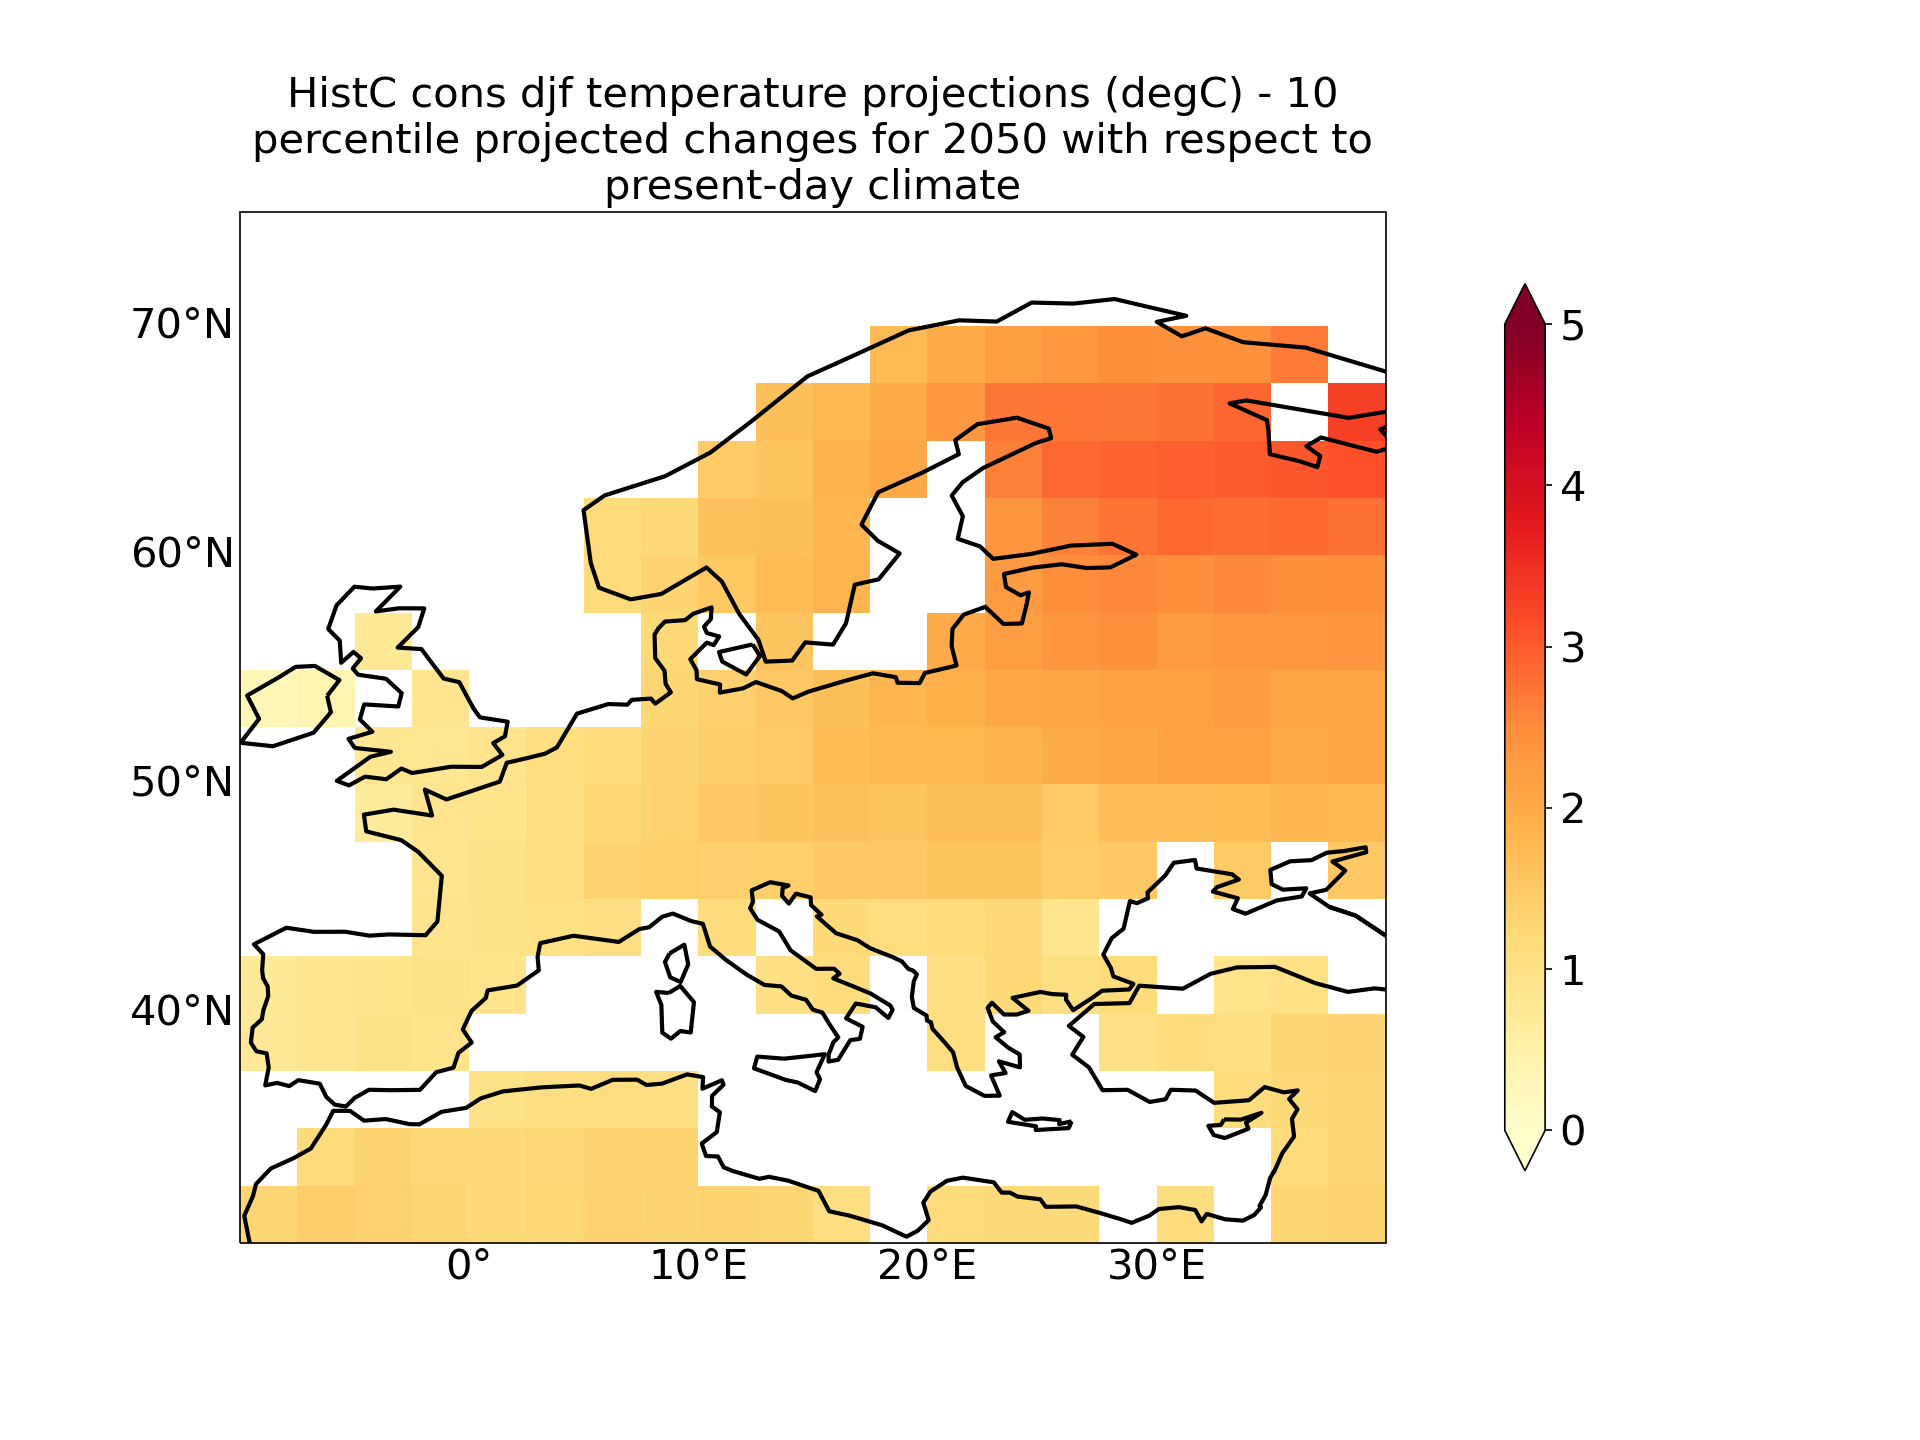 HistC cons djf temperature projections (degC) - 10
percentile projected changes for 2050 with respect to
present-day climate
70°N
60°N
50°N
40°N
0°
10°E
20°E
30°E
5
4
3
2
1
0